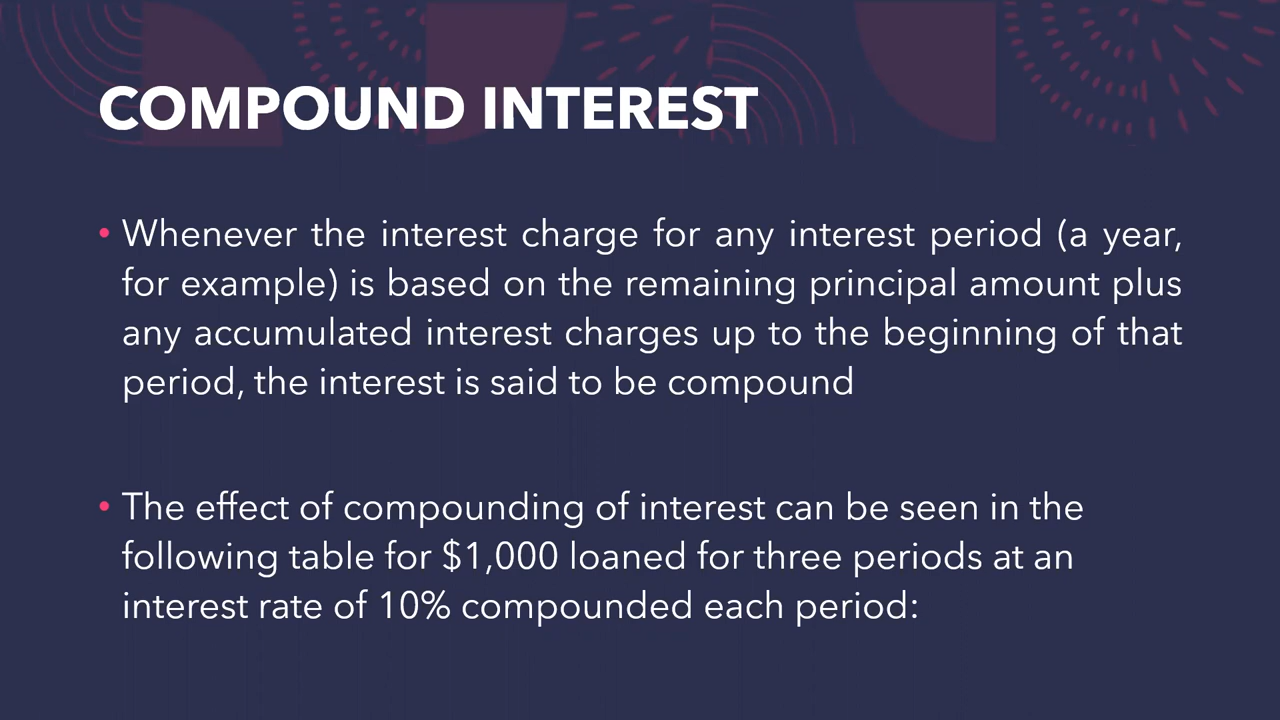 COMPOUND INTEREST
• Whenever the interest charge for any interest period (a year,
for example) is based on the remaining principal amount plus
any accumulated interest charges up to the beginning of that
period, the interest is said to be compound
• The effect of compounding of interest can be seen in the
following table for $1,000 loaned for three periods at an
interest rate of 10% compounded each period: